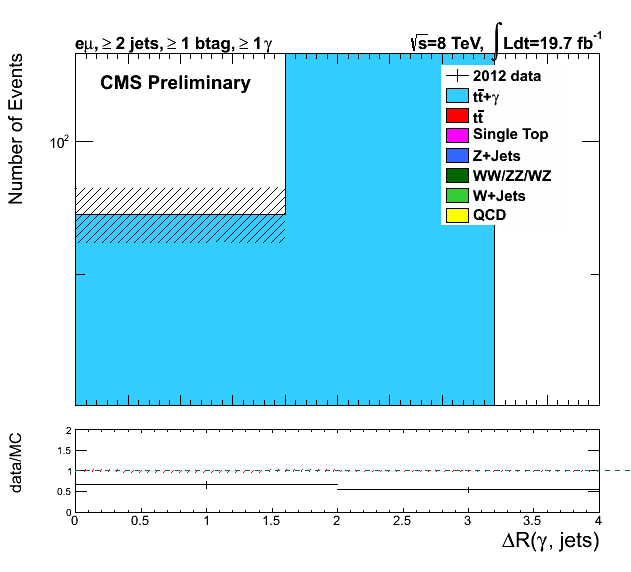 eμ, ≥ 2 jets, ≥ 1 btag, ≥ 1 γ
√s=8 TeV, ∫ Ldt=19.7 fb⁻¹
CMS Preliminary
2012 data
tt̄+γ
tt̄
Single Top
Z+Jets
WW/ZZ/WZ
W+Jets
QCD
Number of Events
10²
data/MC
2
1.5
1
0.5
0
0 0.5 1 1.5 2 2.5 3 3.5 4
ΔR(γ, jets)